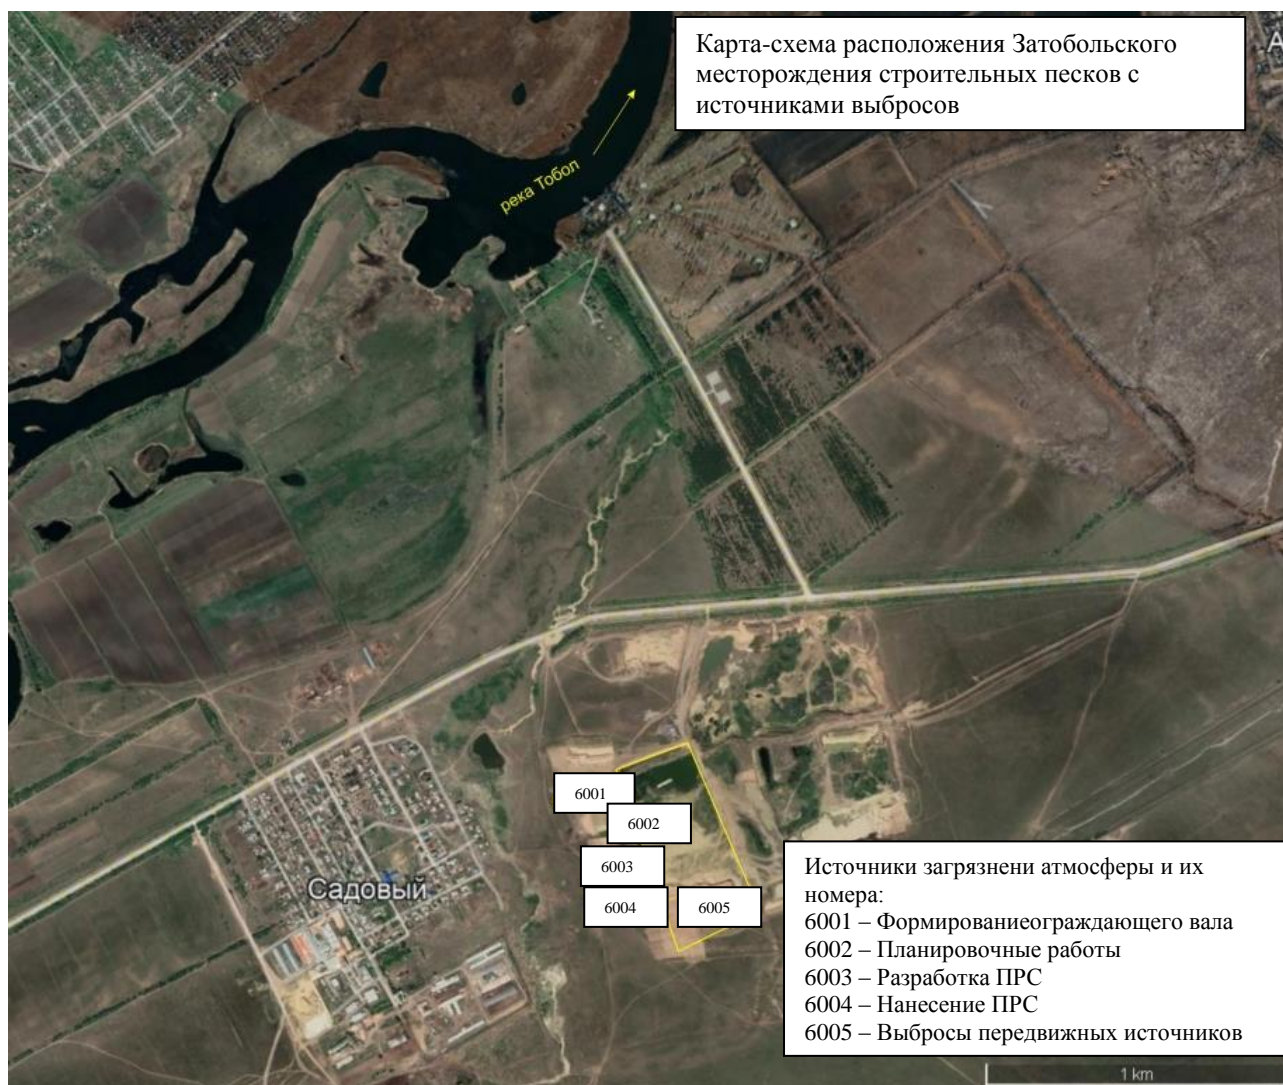 Карта-схема расположения Затобольского
месторождения строительных песков с
источниками выбросов
А
река Тобол
6001
6002
6003
6004
6005
Садовый
Источники загрязнени атмосферы и их
номера:
6001 – Формированиеограждающего вала
6002 – Планировочные работы
6003 – Разработка ПРС
6004 – Нанесение ПРС
6005 – Выбросы передвижных источников
1 km